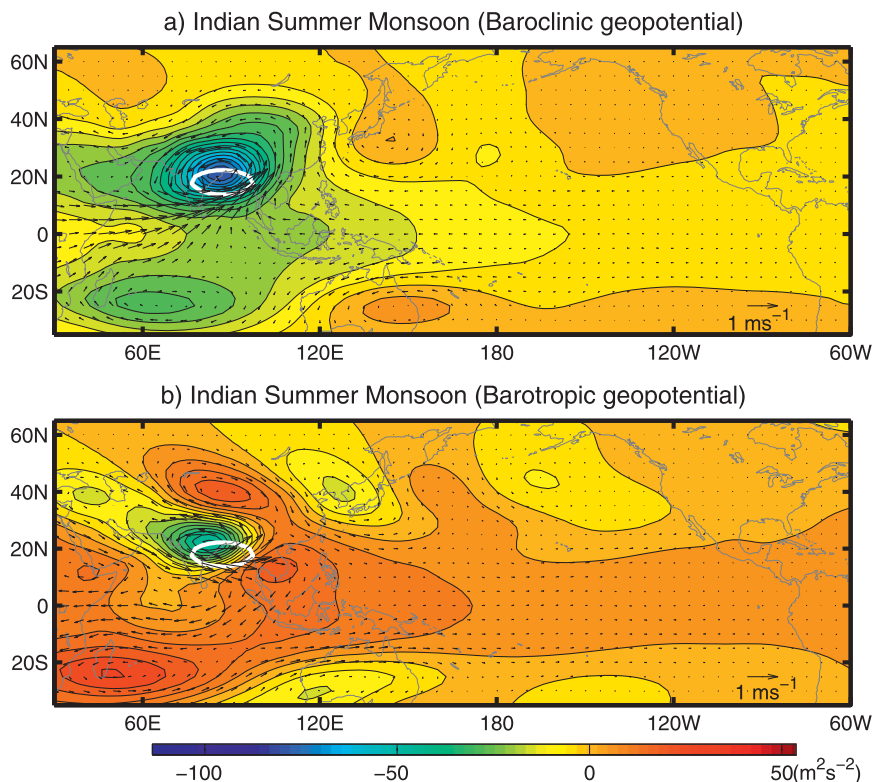 a) Indian Summer Monsoon (Baroclinic geopotential)
60N
40N
20N
0
20S
1 ms⁻¹
60E 120E 180 120W 60W
b) Indian Summer Monsoon (Barotropic geopotential)
60N
40N
20N
0
20S
1 ms⁻¹
60E 120E 180 120W 60W
−100 −50 0 50(m²s⁻²)